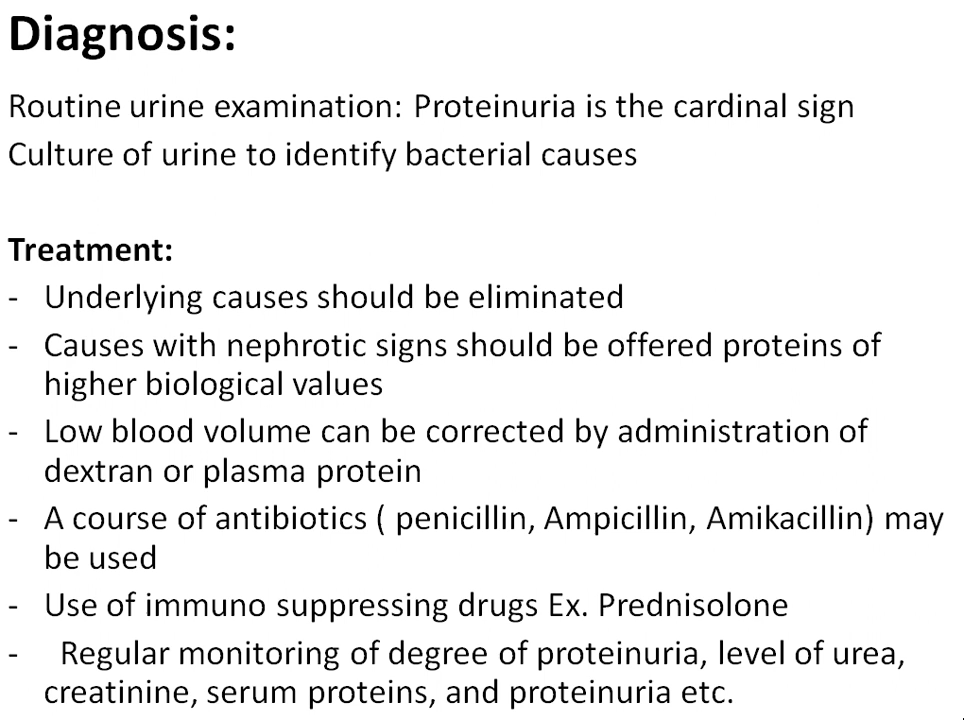 Diagnosis:
Routine urine examination: Proteinuria is the cardinal sign
Culture of urine to identify bacterial causes
Treatment:
- Underlying causes should be eliminated
- Causes with nephrotic signs should be offered proteins of
higher biological values
- Low blood volume can be corrected by administration of
dextran or plasma protein
- A course of antibiotics ( penicillin, Ampicillin, Amikacillin) may
be used
- Use of immuno suppressing drugs Ex. Prednisolone
- Regular monitoring of degree of proteinuria, level of urea,
creatinine, serum proteins, and proteinuria etc.